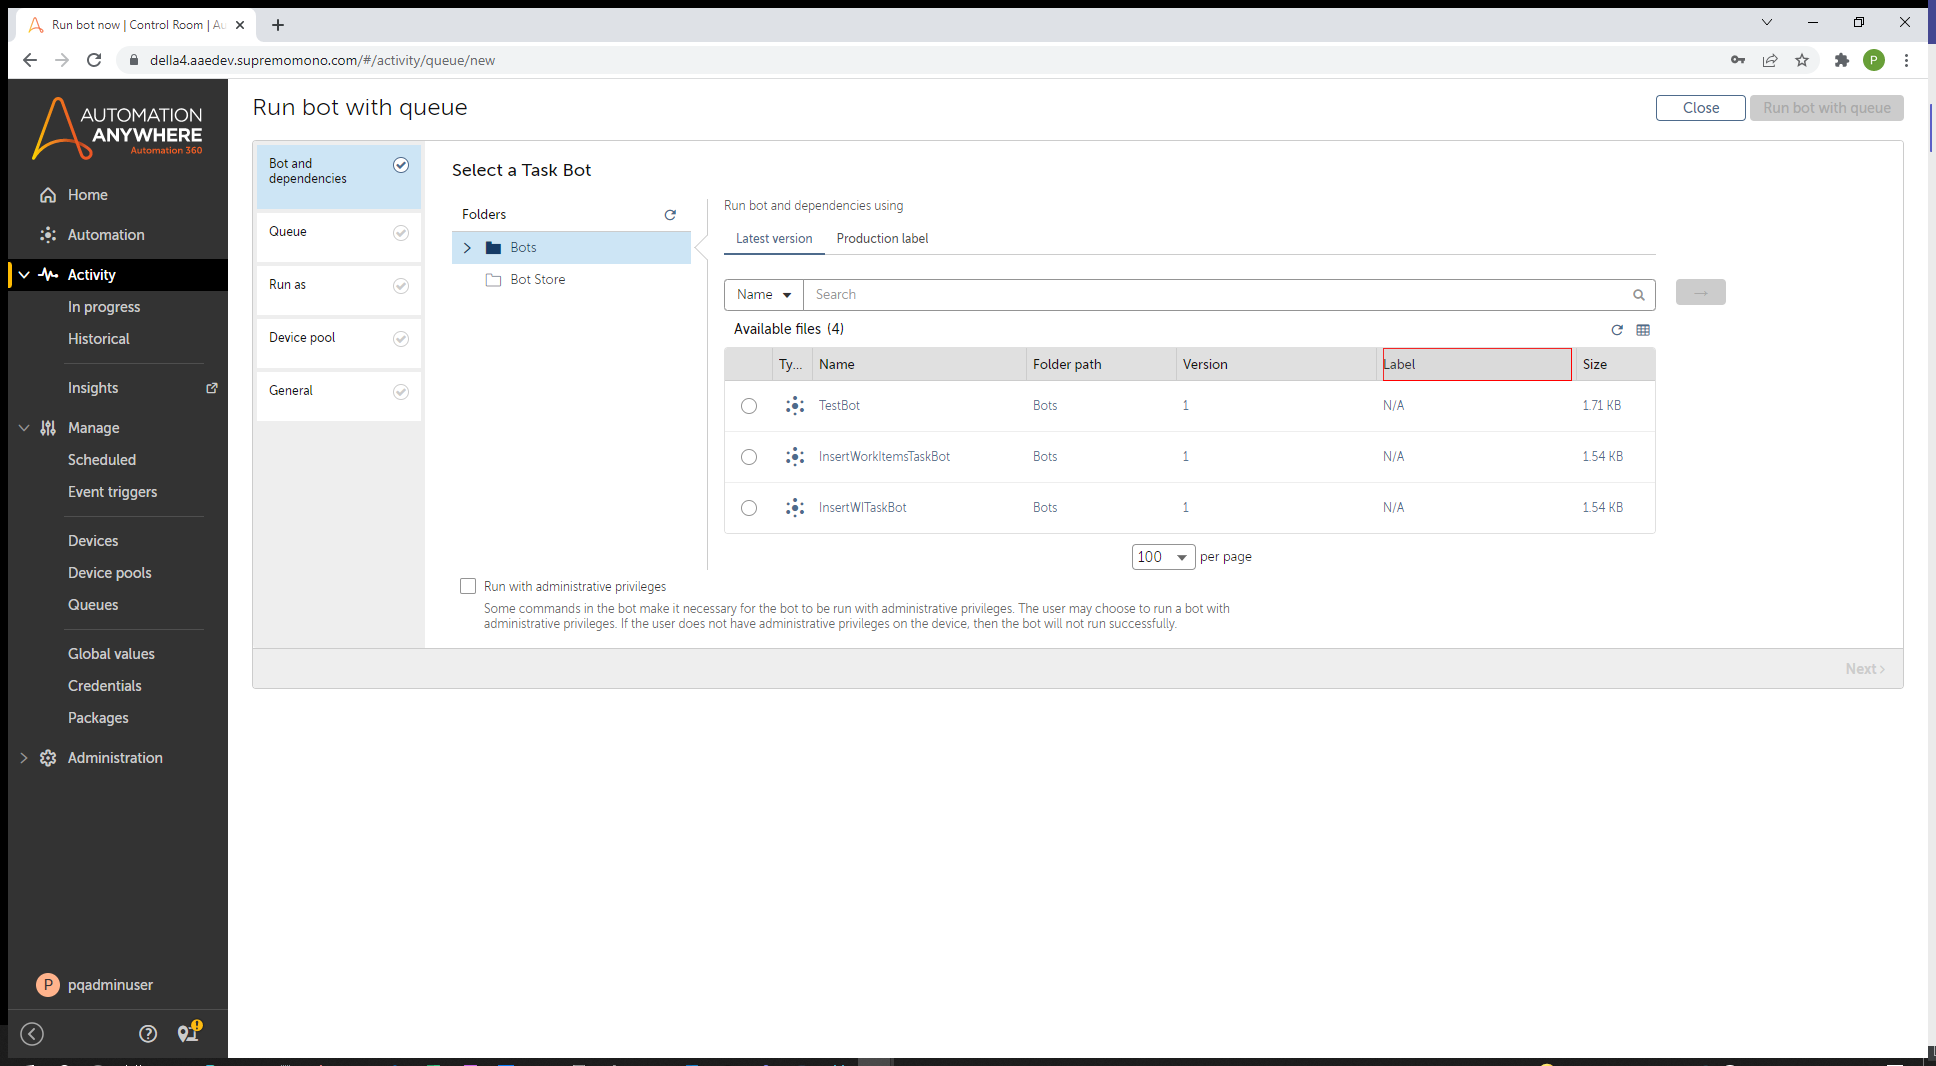 Run bot now | Control Room | Au
della4.aaedev.supremomono.com/#/activity/queue/new
P
AUTOMATION
ANYWHERE
Automation 360
Home
Automation
Activity
In progress
Historical
Insights
Manage
Scheduled
Event triggers
Devices
Device pools
Queues
Global values
Credentials
Packages
Administration
P pqadminuser
Run bot with queue
Close
Run bot with queue
Bot and
dependencies
Queue
Run as
Device pool
General
Select a Task Bot
Folders
Bots
Bot Store
Run bot and dependencies using
Latest version Production label
Name Search
Available files (4)
Ty... Name Folder path Version Label Size
TestBot Bots 1 N/A 1.71 KB
InsertWorkItemsTaskBot Bots 1 N/A 1.54 KB
InsertWITaskBot Bots 1 N/A 1.54 KB
100 per page
Run with administrative privileges
Some commands in the bot make it necessary for the bot to be run with administrative privileges. The user may choose to run a bot with
administrative privileges. If the user does not have administrative privileges on the device, then the bot will not run successfully.
Next